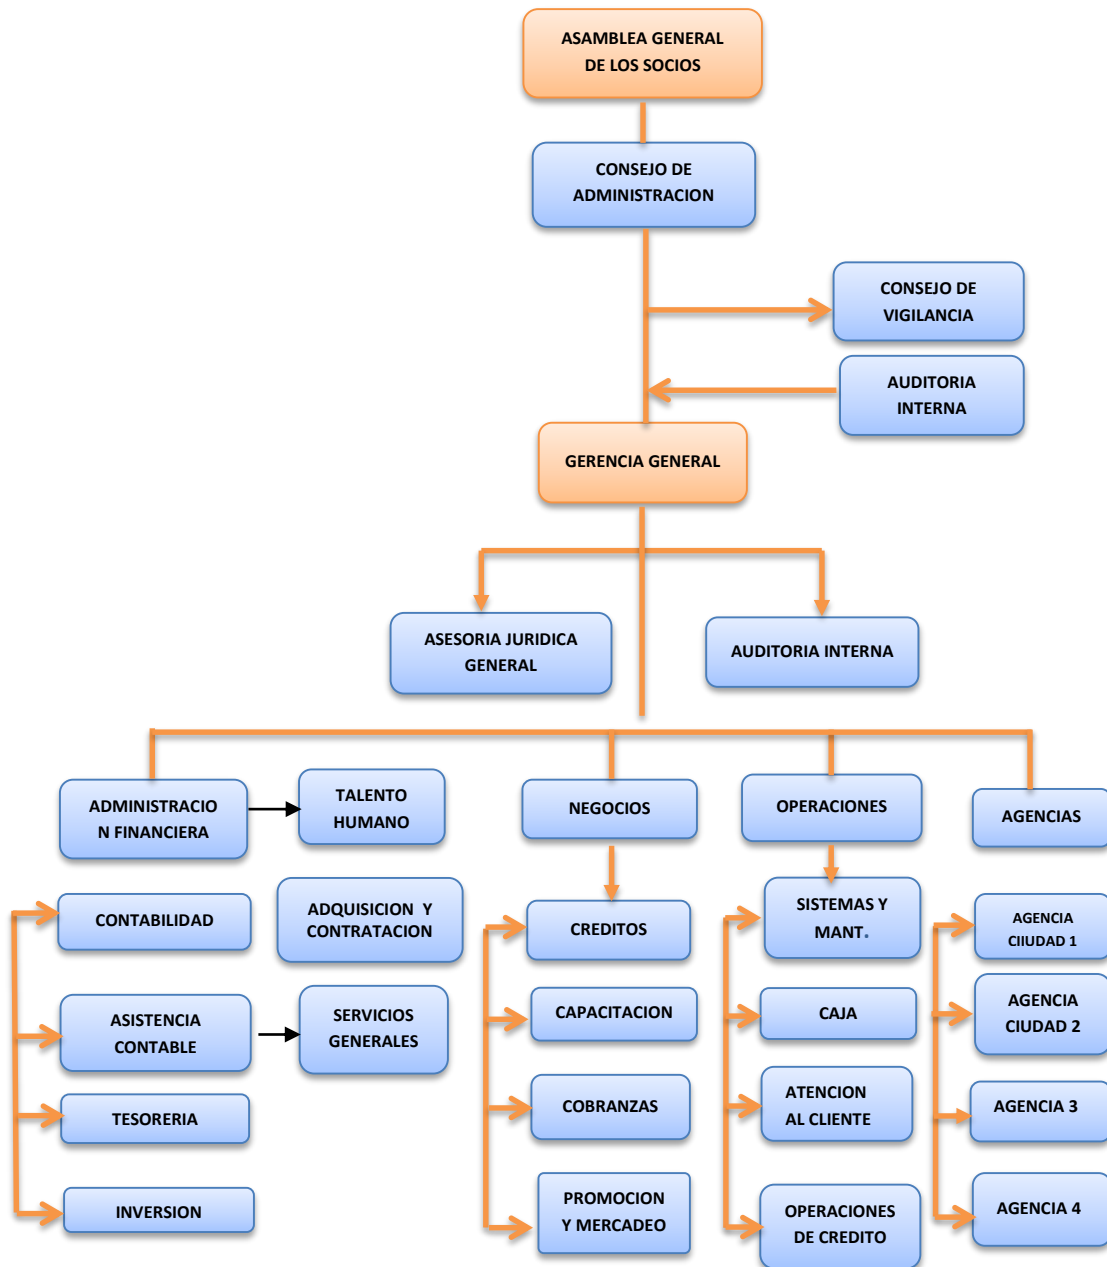 ASAMBLEA GENERAL
DE LOS SOCIOS
CONSEJO DE
ADMINISTRACION
CONSEJO DE
VIGILANCIA
AUDITORIA
INTERNA
GERENCIA GENERAL
ASESORIA JURIDICA
GENERAL
AUDITORIA INTERNA
ADMINISTRACIO
N FINANCIERA
TALENTO
HUMANO
NEGOCIOS
OPERACIONES
AGENCIAS
CONTABILIDAD
ADQUISICION Y
CONTRATACION
CREDITOS
SISTEMAS Y
MANT.
AGENCIA
CIIUDAD 1
ASISTENCIA
CONTABLE
SERVICIOS
GENERALES
CAPACITACION
CAJA
AGENCIA
CIUDAD 2
TESORERIA
COBRANZAS
ATENCION
AL CLIENTE
AGENCIA 3
INVERSION
PROMOCION
Y MERCADEO
OPERACIONES
DE CREDITO
AGENCIA 4